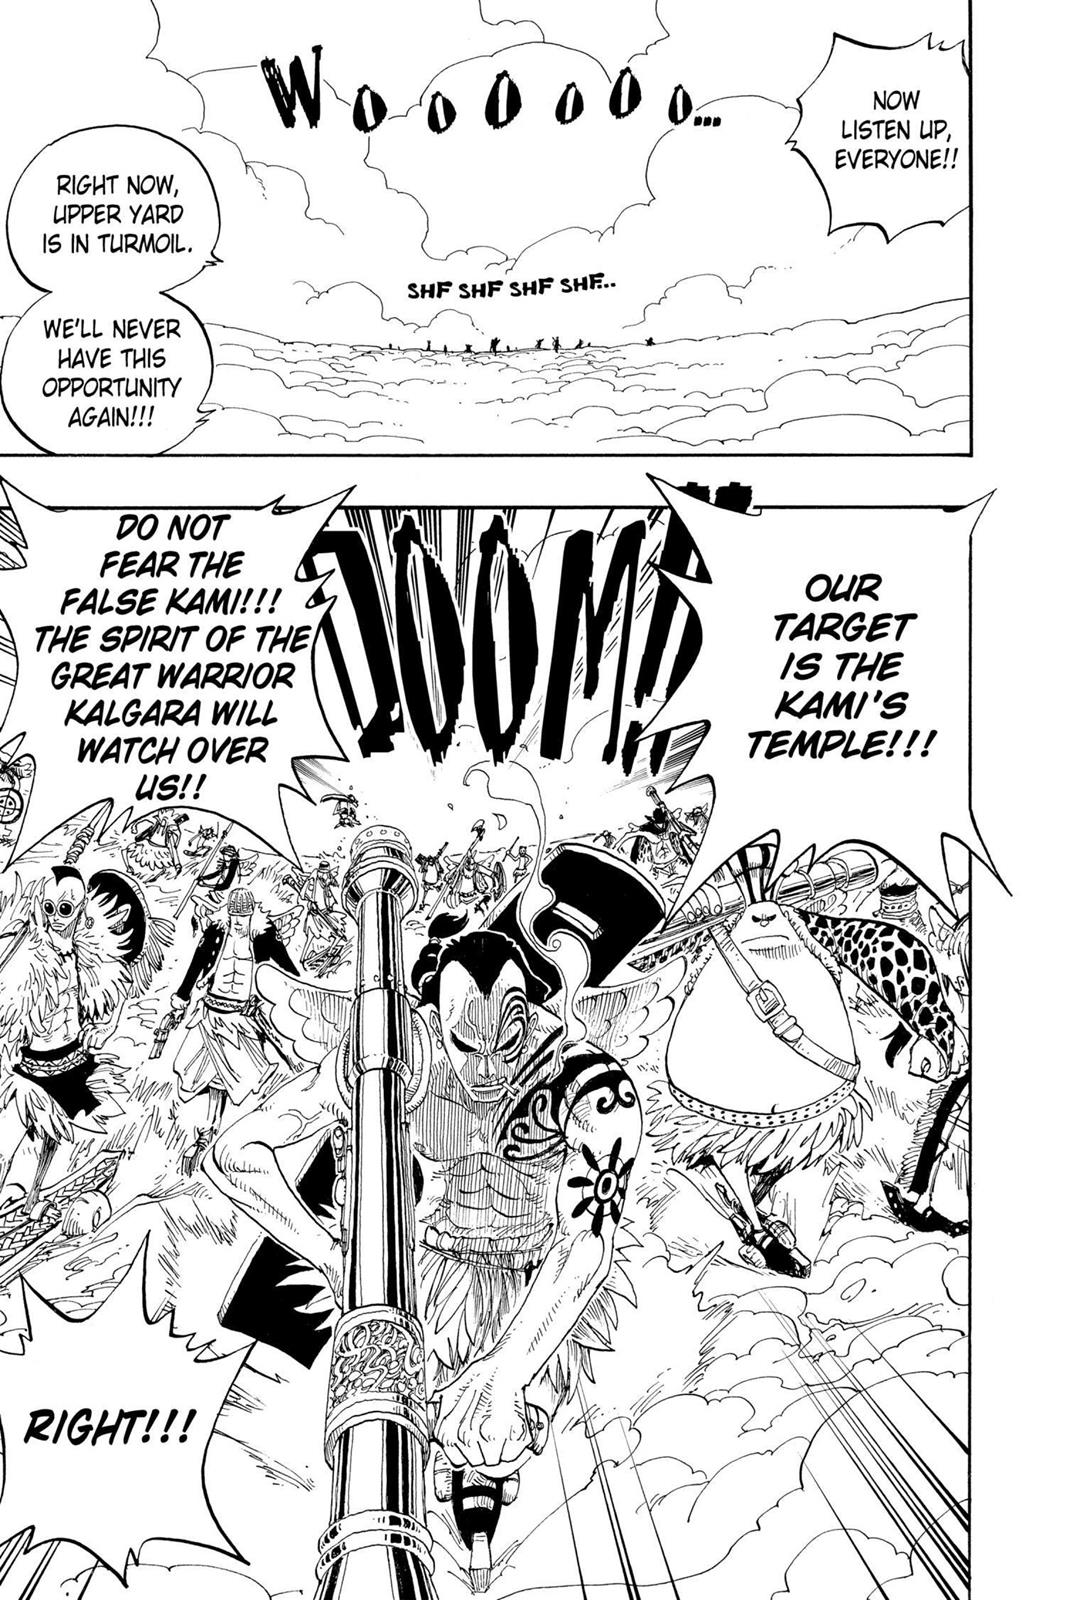 NOW
LISTEN UP,
EVERYONE!!
WOOOOOO...
RIGHT NOW,
UPPER YARD
IS IN TURMOIL.
SHF SHF SHF SHF...
WE'LL NEVER
HAVE THIS
OPPORTUNITY
AGAIN!!!
OUR
TARGET
IS THE
KAMI'S
TEMPLE!!!
DOOM!!
DO NOT
FEAR THE
FALSE KAMI!!!
THE SPIRIT OF THE
GREAT WARRIOR
KALGARA WILL
WATCH OVER
US!!
RIGHT!!!